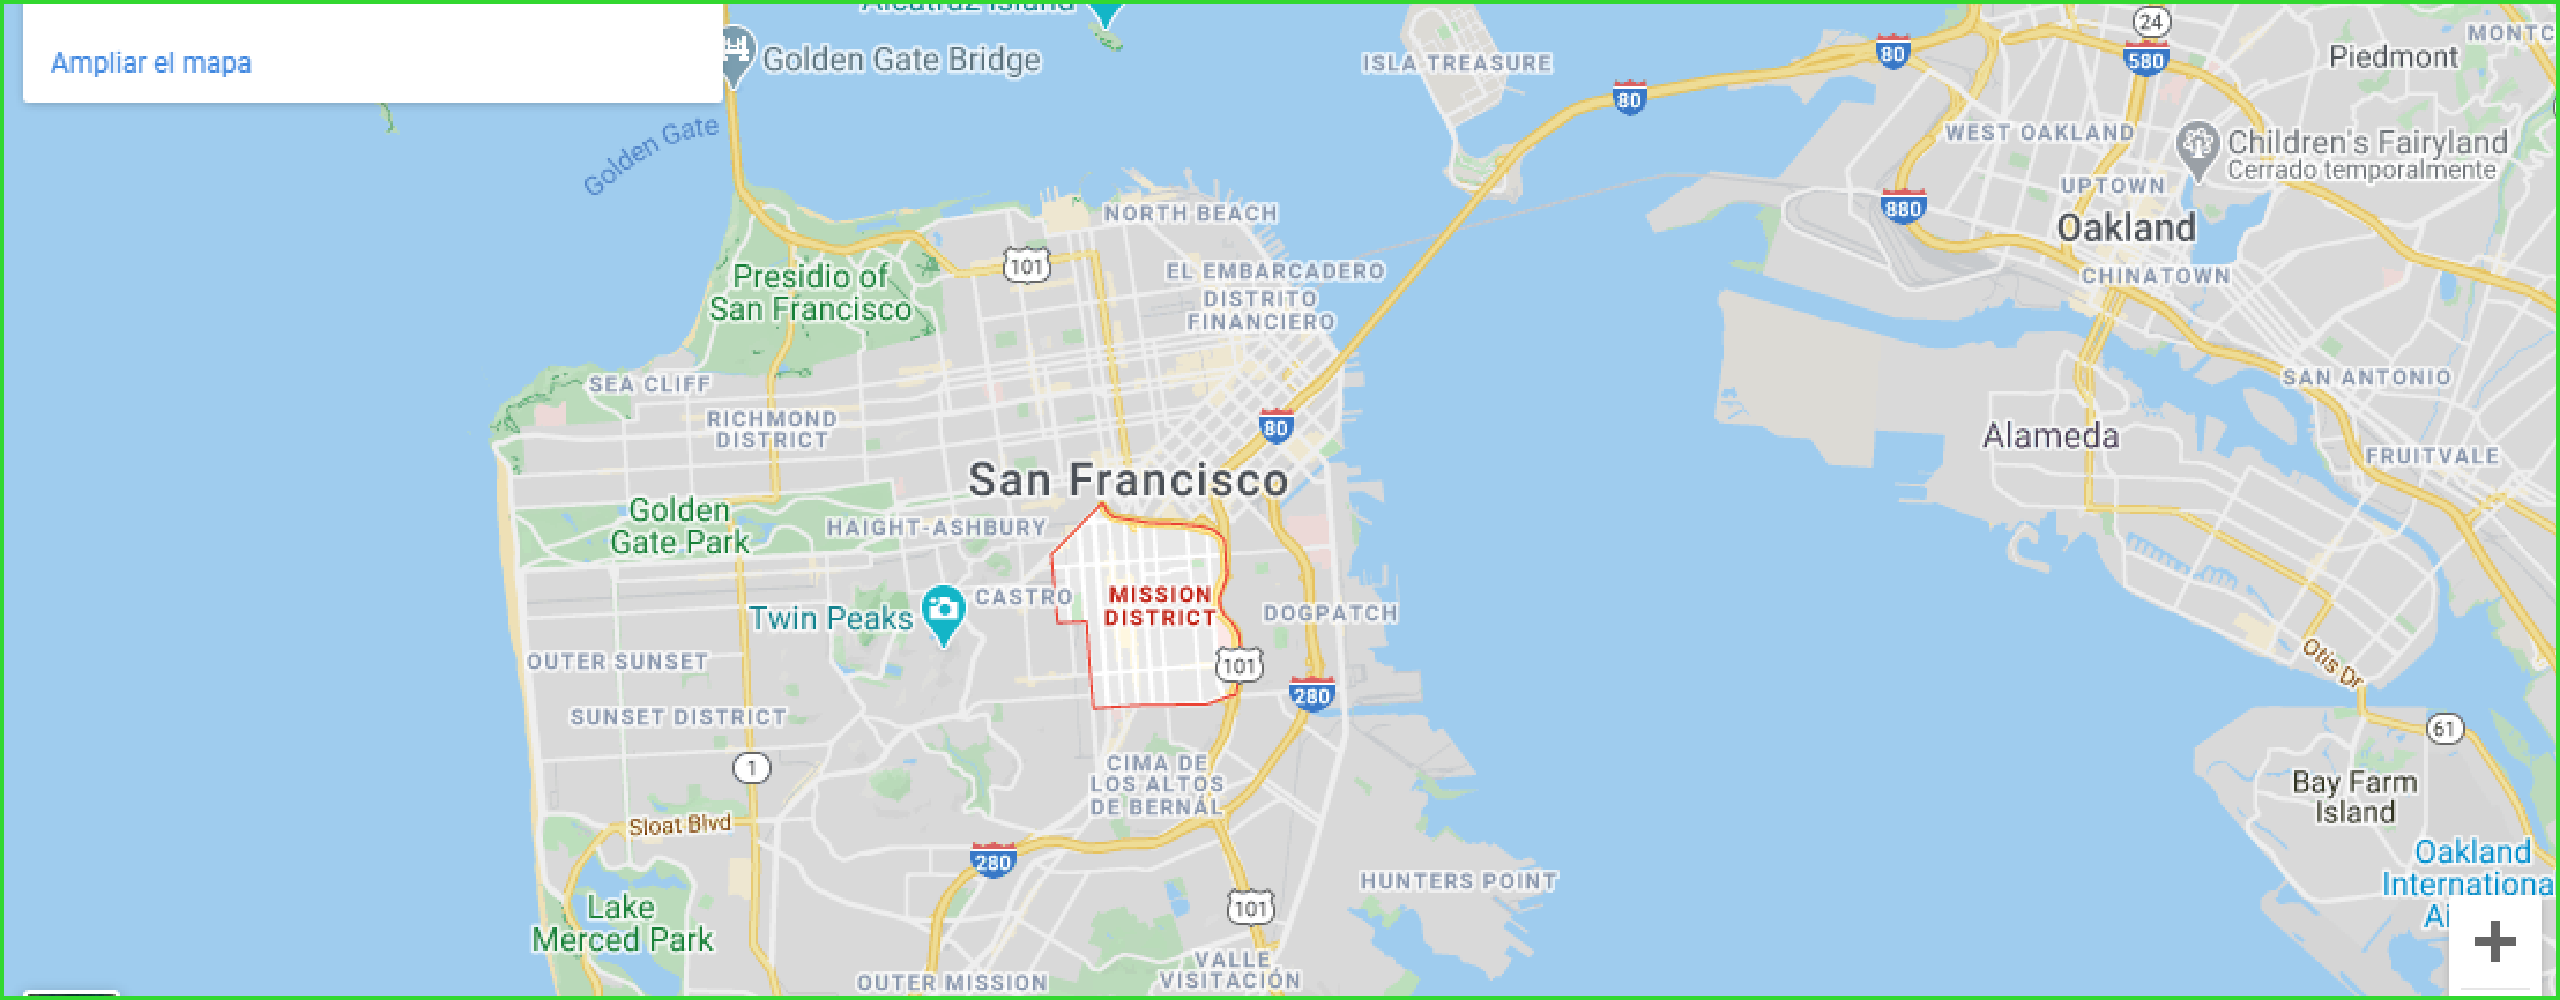 Alcatraz Island
Ampliar el mapa
Golden Gate Bridge
ISLA TREASURE
80
80
24
580
MONTC
Piedmont
Golden Gate
WEST OAKLAND
Children's Fairyland
Cerrado temporalmente
UPTOWN
880
Oakland
CHINATOWN
NORTH BEACH
101
EL EMBARCADERO
DISTRITO
FINANCIERO
Presidio of
San Francisco
SEA CLIFF
RICHMOND
DISTRICT
80
SAN ANTONIO
Alameda
FRUITVALE
San Francisco
Golden
Gate Park
HAIGHT-ASHBURY
CASTRO
Twin Peaks
MISSION
DISTRICT
DOGPATCH
OUTER SUNSET
101
280
Otis Dr
SUNSET DISTRICT
61
1
CIMA DE
LOS ALTOS
DE BERNAL
Bay Farm
Island
Sloat Blvd
280
Oakland
Internationa
Ai
HUNTERS POINT
101
Lake
Merced Park
VALLE
VISITACIÓN
OUTER MISSION
+